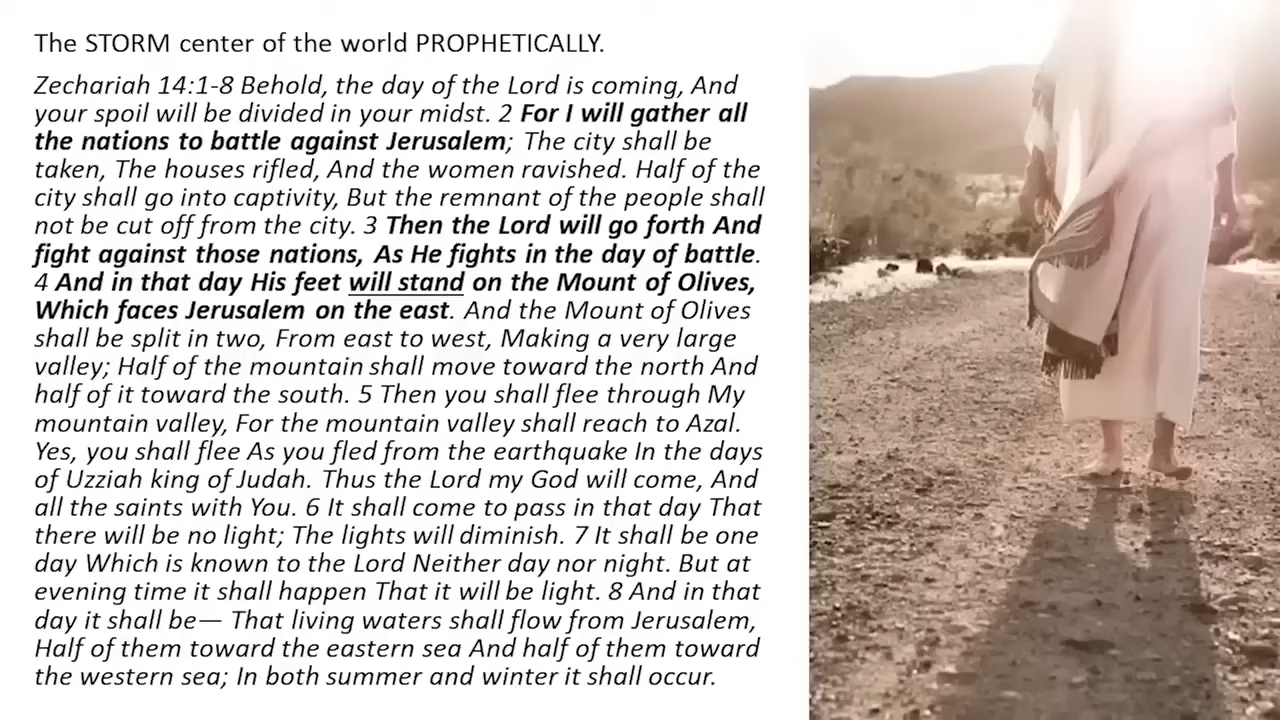 The STORM center of the world PROPHETICALLY.
Zechariah 14:1-8 Behold, the day of the Lord is coming, And
your spoil will be divided in your midst. 2 For I will gather all
the nations to battle against Jerusalem; The city shall be
taken, The houses rifled, And the women ravished. Half of the
city shall go into captivity, But the remnant of the people shall
not be cut off from the city. 3 Then the Lord will go forth And
fight against those nations, As He fights in the day of battle.
4 And in that day His feet will stand on the Mount of Olives,
Which faces Jerusalem on the east. And the Mount of Olives
shall be split in two, From east to west, Making a very large
valley; Half of the mountain shall move toward the north And
half of it toward the south. 5 Then you shall flee through My
mountain valley, For the mountain valley shall reach to Azal.
Yes, you shall flee As you fled from the earthquake In the days
of Uzziah king of Judah. Thus the Lord my God will come, And
all the saints with You. 6 It shall come to pass in that day That
there will be no light; The lights will diminish. 7 It shall be one
day Which is known to the Lord Neither day nor night. But at
evening time it shall happen That it will be light. 8 And in that
day it shall be— That living waters shall flow from Jerusalem,
Half of them toward the eastern sea And half of them toward
the western sea; In both summer and winter it shall occur.